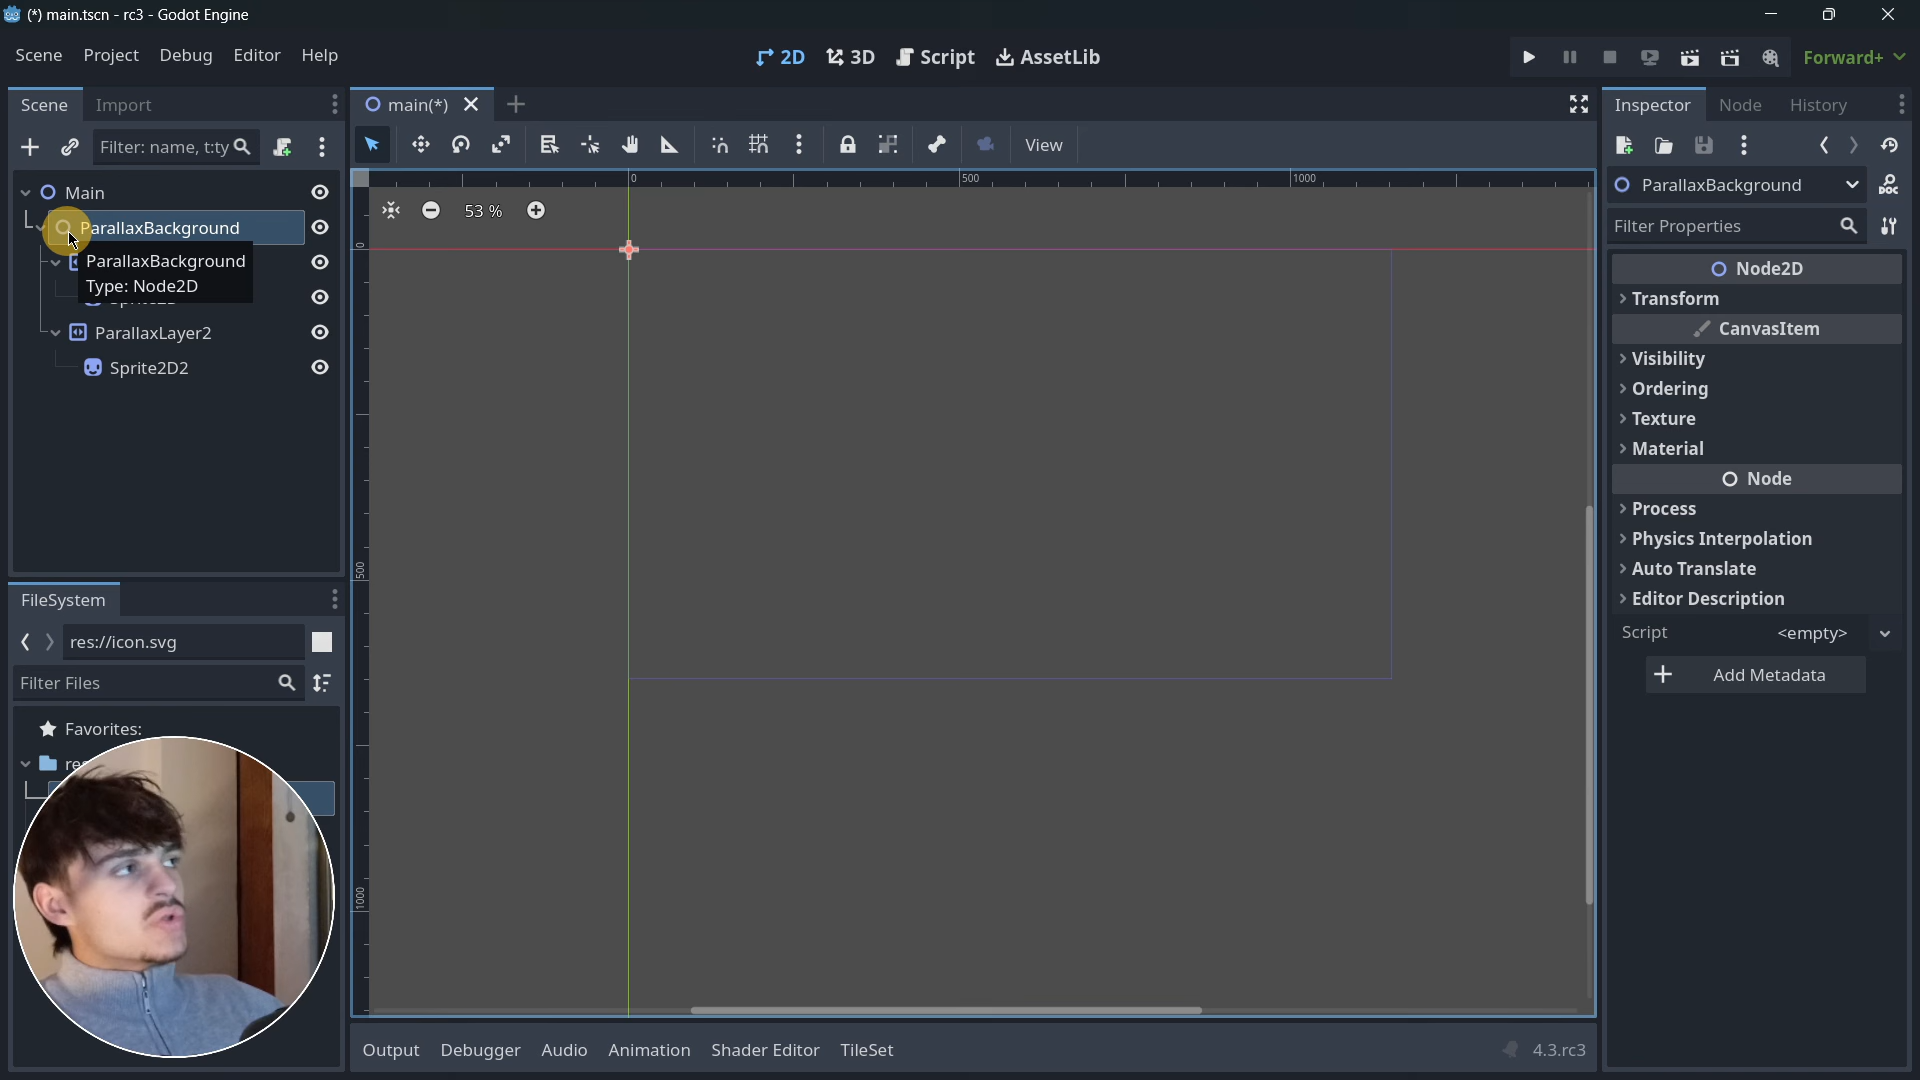 (*) main.tscn - rc3 - Godot Engine
Scene Project Debug Editor Help
2D 3D Script AssetLib
Forward+
Scene Import
main(*)
Inspector Node History
Filter: name, t:ty
View
Main
ParallaxBackground
ParallaxBackground
Type: Node2D
ParallaxLayer2
Sprite2D2
0 500 1000
53 %
0
500
1000
ParallaxBackground
DOC
Filter Properties
Node2D
Transform
CanvasItem
Visibility
Ordering
Texture
Material
Node
Process
Physics Interpolation
Auto Translate
Editor Description
Script <empty>
Add Metadata
FileSystem
res://icon.svg
Filter Files
Favorites:
Output Debugger Audio Animation Shader Editor TileSet
4.3.rc3